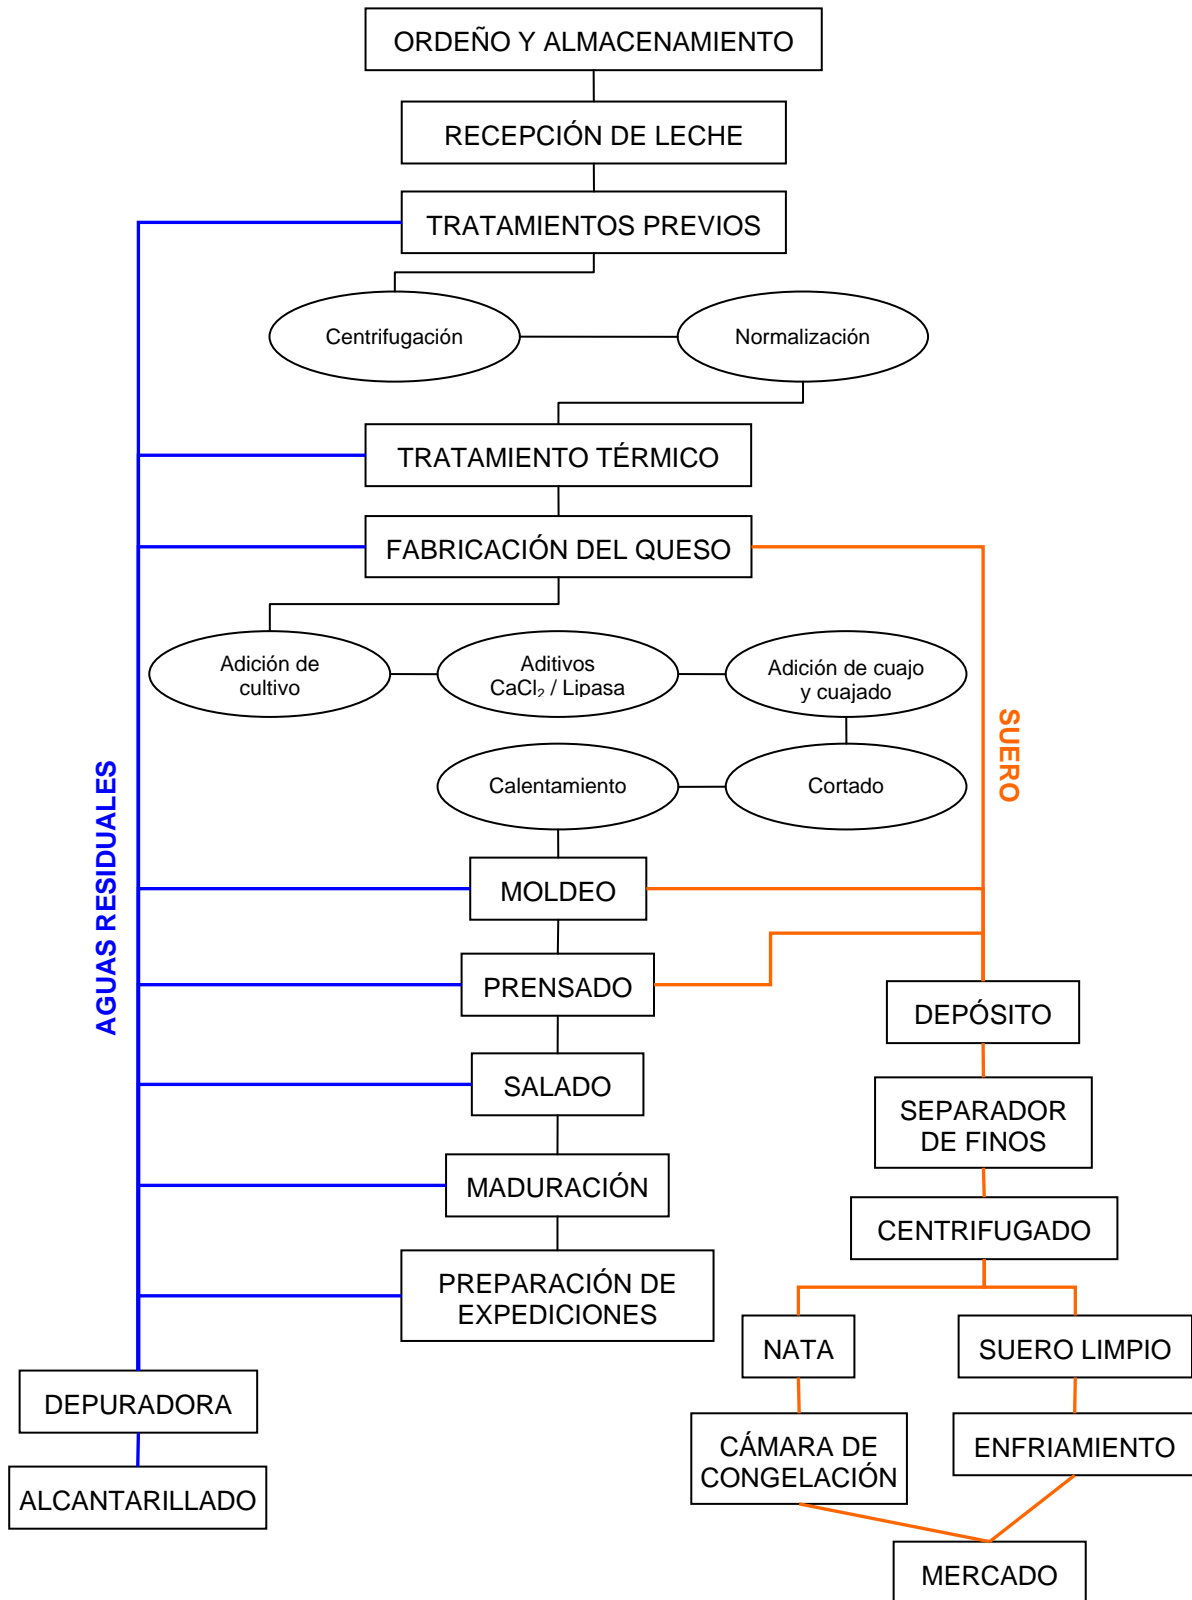 ORDEÑO Y ALMACENAMIENTO
RECEPCIÓN DE LECHE
TRATAMIENTOS PREVIOS
Centrifugación
Normalización
TRATAMIENTO TÉRMICO
FABRICACIÓN DEL QUESO
Adición de
cultivo
Aditivos
CaCl₂ / Lipasa
Adición de cuajo
y cuajado
Calentamiento
Cortado
SUERO
AGUAS RESIDUALES
MOLDEO
PRENSADO
DEPÓSITO
SALADO
SEPARADOR
DE FINOS
MADURACIÓN
CENTRIFUGADO
PREPARACIÓN DE
EXPEDICIONES
NATA
SUERO LIMPIO
DEPURADORA
CÁMARA DE
CONGELACIÓN
ENFRIAMIENTO
ALCANTARILLADO
MERCADO